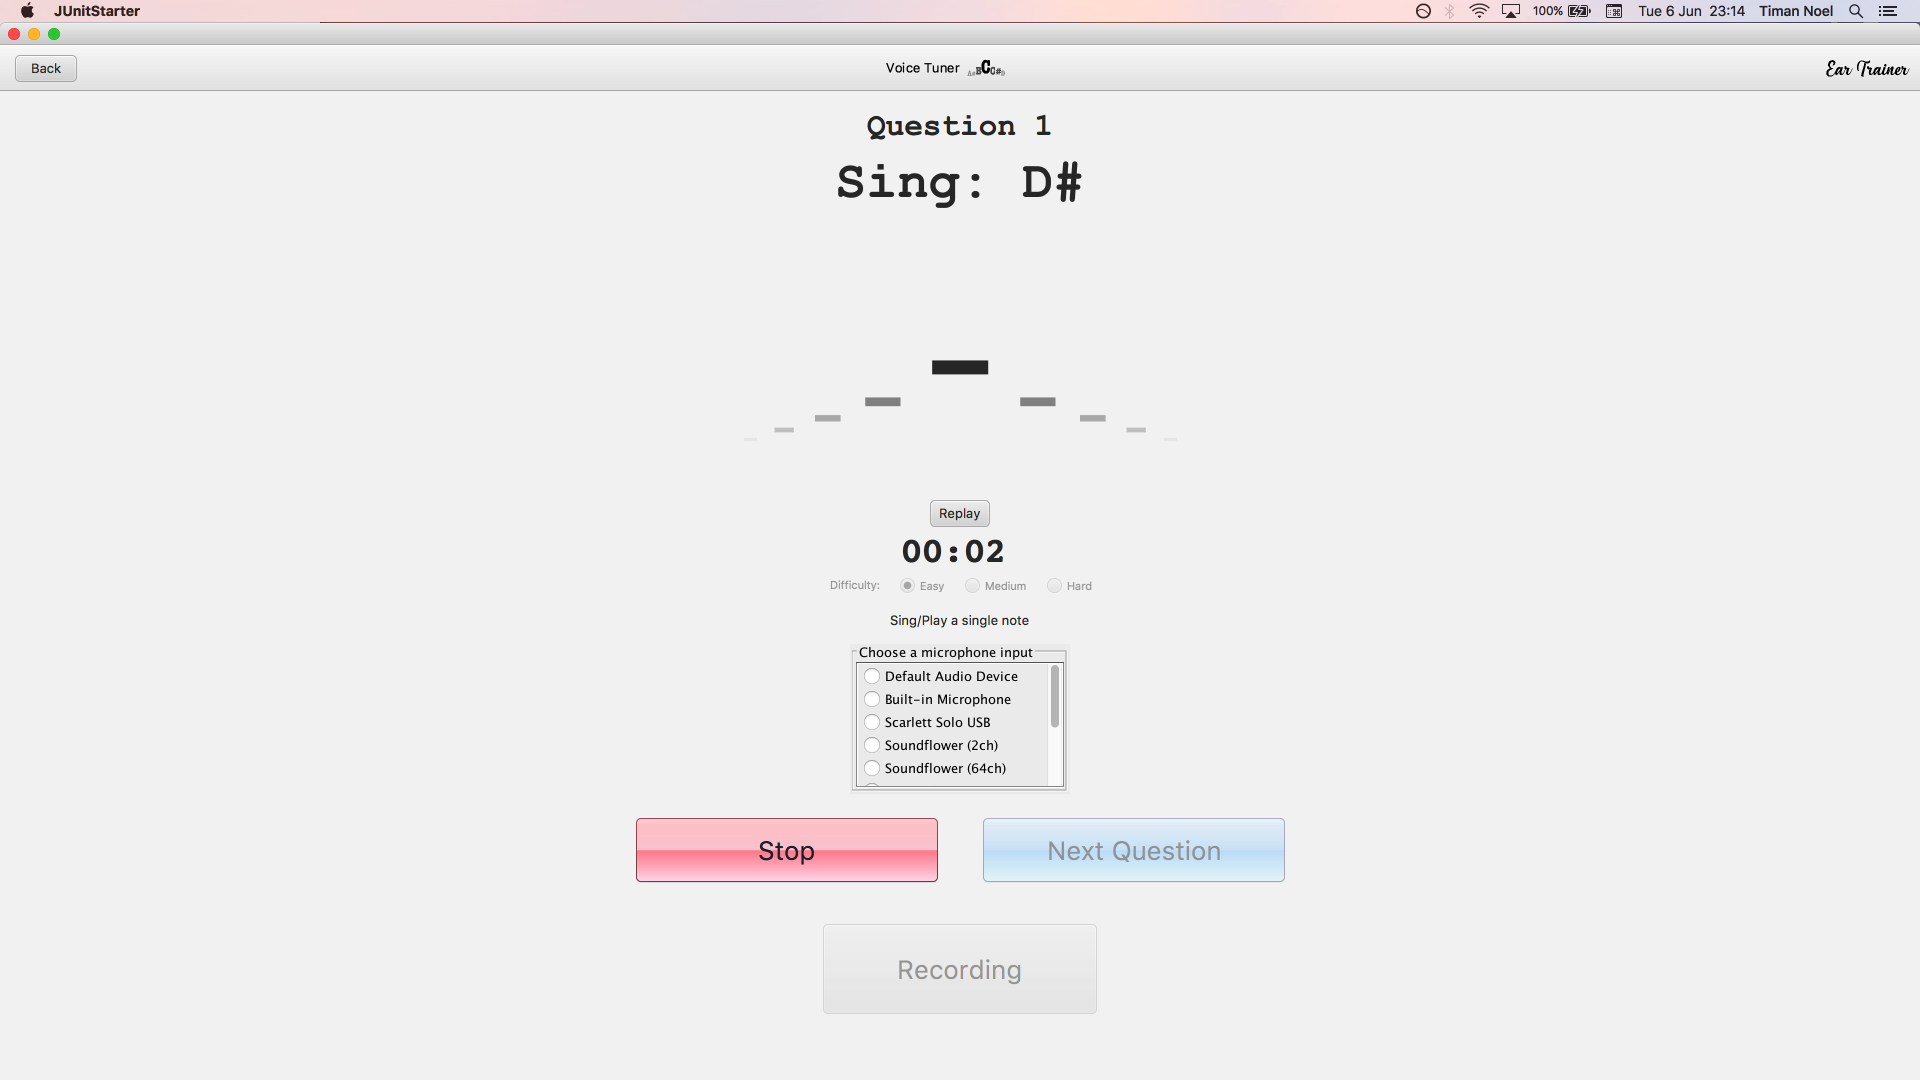 JUnitStarter 100% Tue 6 Jun 23:14 Timan Noel
Back Voice Tuner A# B C C# D Ear Trainer
Question 1
Sing: D#
Replay
00:02
Difficulty: Easy Medium Hard
Sing/Play a single note
Choose a microphone input
Default Audio Device
Built-in Microphone
Scarlett Solo USB
Soundflower (2ch)
Soundflower (64ch)
Stop Next Question
Recording